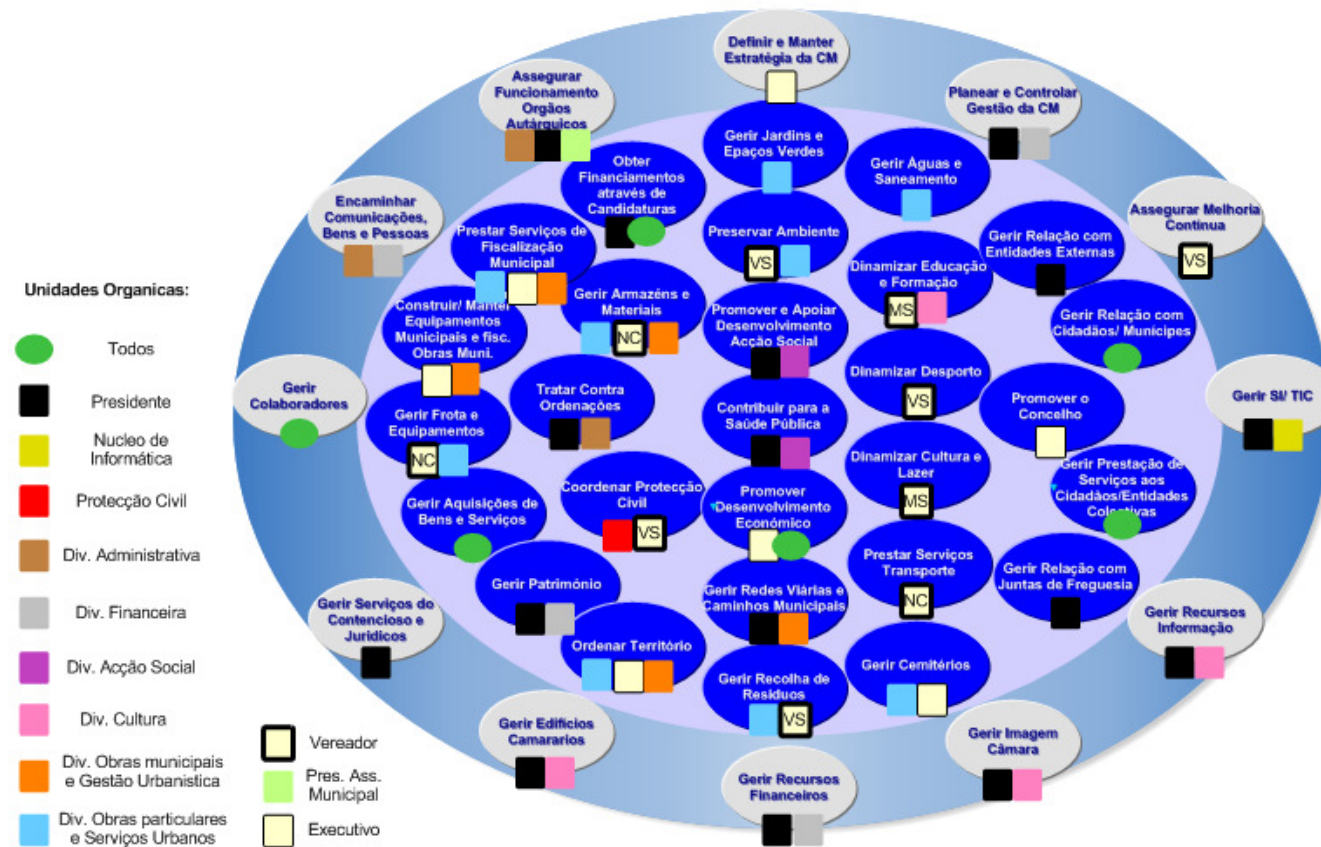 Definir e Manter
Estratégia da CM
Assegurar
Funcionamento
Orgãos
Autárquicos
Planear e Controlar
Gestão da CM
Gerir Jardins e
Epaços Verdes
Gerir Águas e
Saneamento
Obter
Financiamentos
através de
Candidaturas
Encaminhar
Comunicações,
Bens e Pessoas
Assegurar Melhoria
Contínua
VS
Prestar Serviços de
Fiscalização
Municipal
Preservar Ambiente
VS
Gerir Relação com
Entidades Externas
Dinamizar Educação
e Formação
MS
Unidades Organicas:
Construir/ Manter
Equipamentos
Municipais e fisc.
Obras Muni.
Gerir Armazéns e
Materiais
NC
Promover e Apoiar
Desenvolvimento
Acção Social
Gerir Relação com
Cidadãos/ Munícipes
Todos
Gerir
Colaboradores
Tratar Contra
Ordenações
Dinamizar Desporto
VS
Gerir SI/ TIC
Presidente
Gerir Frota e
Equipamentos
NC
Contribuir para a
Saúde Pública
Promover o
Concelho
Nucleo de
Informática
Dinamizar Cultura e
Lazer
MS
Gerir Prestação de
Serviços aos
Cidadãos/Entidades
Colectivas
Protecção Civil
Gerir Aquisições de
Bens e Serviços
Coordenar Protecção
Civil
VS
Promover
Desenvolvimento
Económico
Div. Administrativa
Prestar Serviços
Transporte
NC
Gerir Relação com
Juntas de Freguesia
Gerir Património
Gerir Redes Viárias e
Caminhos Municipais
Div. Financeira
Gerir Serviços do
Contencioso e
Jurídicos
Gerir Recursos
Informação
Ordenar Território
Gerir Cemitérios
Div. Acção Social
Gerir Recolha de
Residuos
VS
Div. Cultura
Gerir Edifícios
Camararios
Gerir Imagem
Câmara
Vereador
Div. Obras municipais
e Gestão Urbanistica
Pres. Ass.
Municipal
Gerir Recursos
Financeiros
Div. Obras particulares
e Serviços Urbanos
Executivo